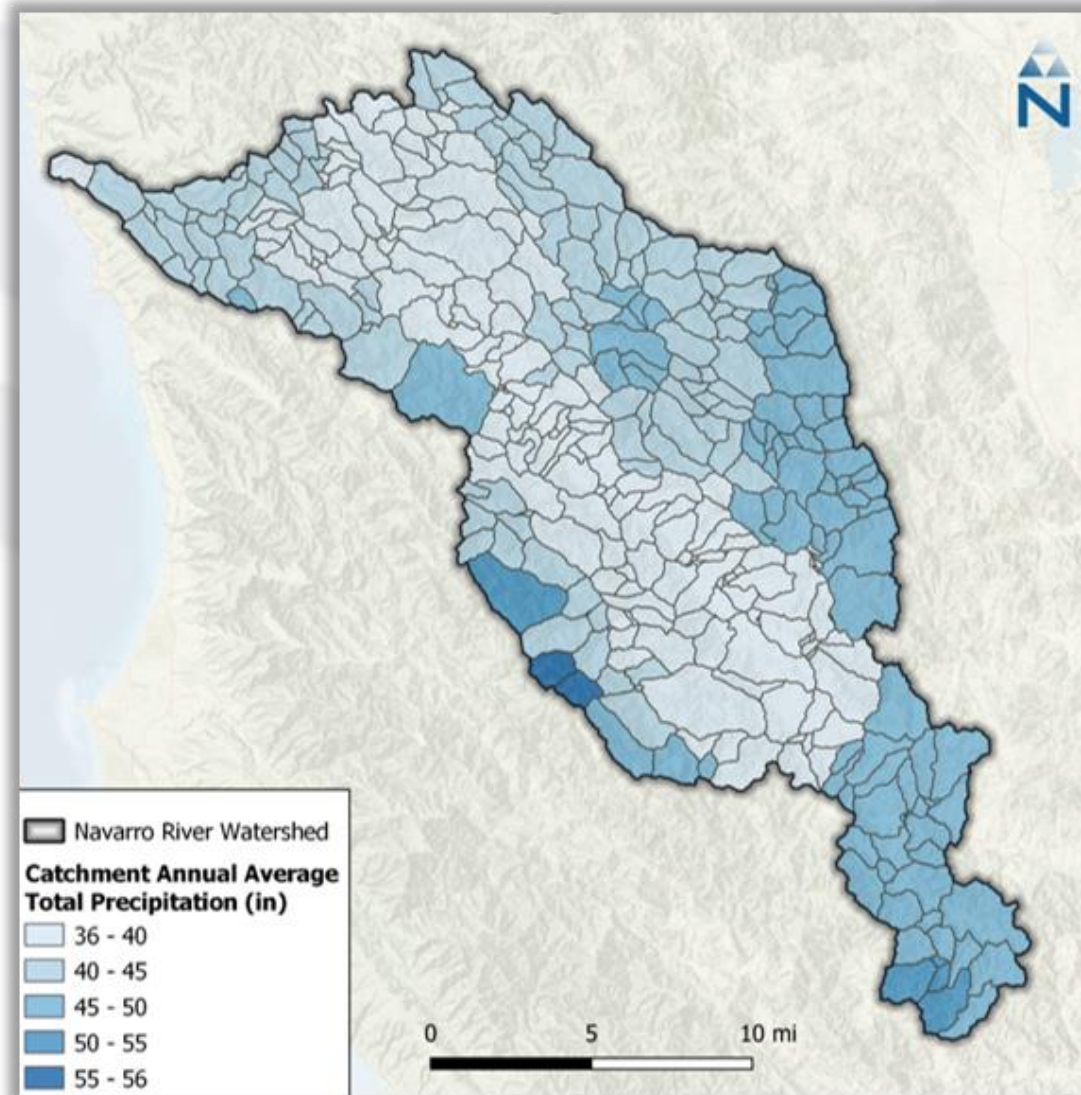 N
Navarro River Watershed
Catchment Annual Average
Total Precipitation (in)
36 - 40
40 - 45
45 - 50
50 - 55
55 - 56
0 5 10 mi